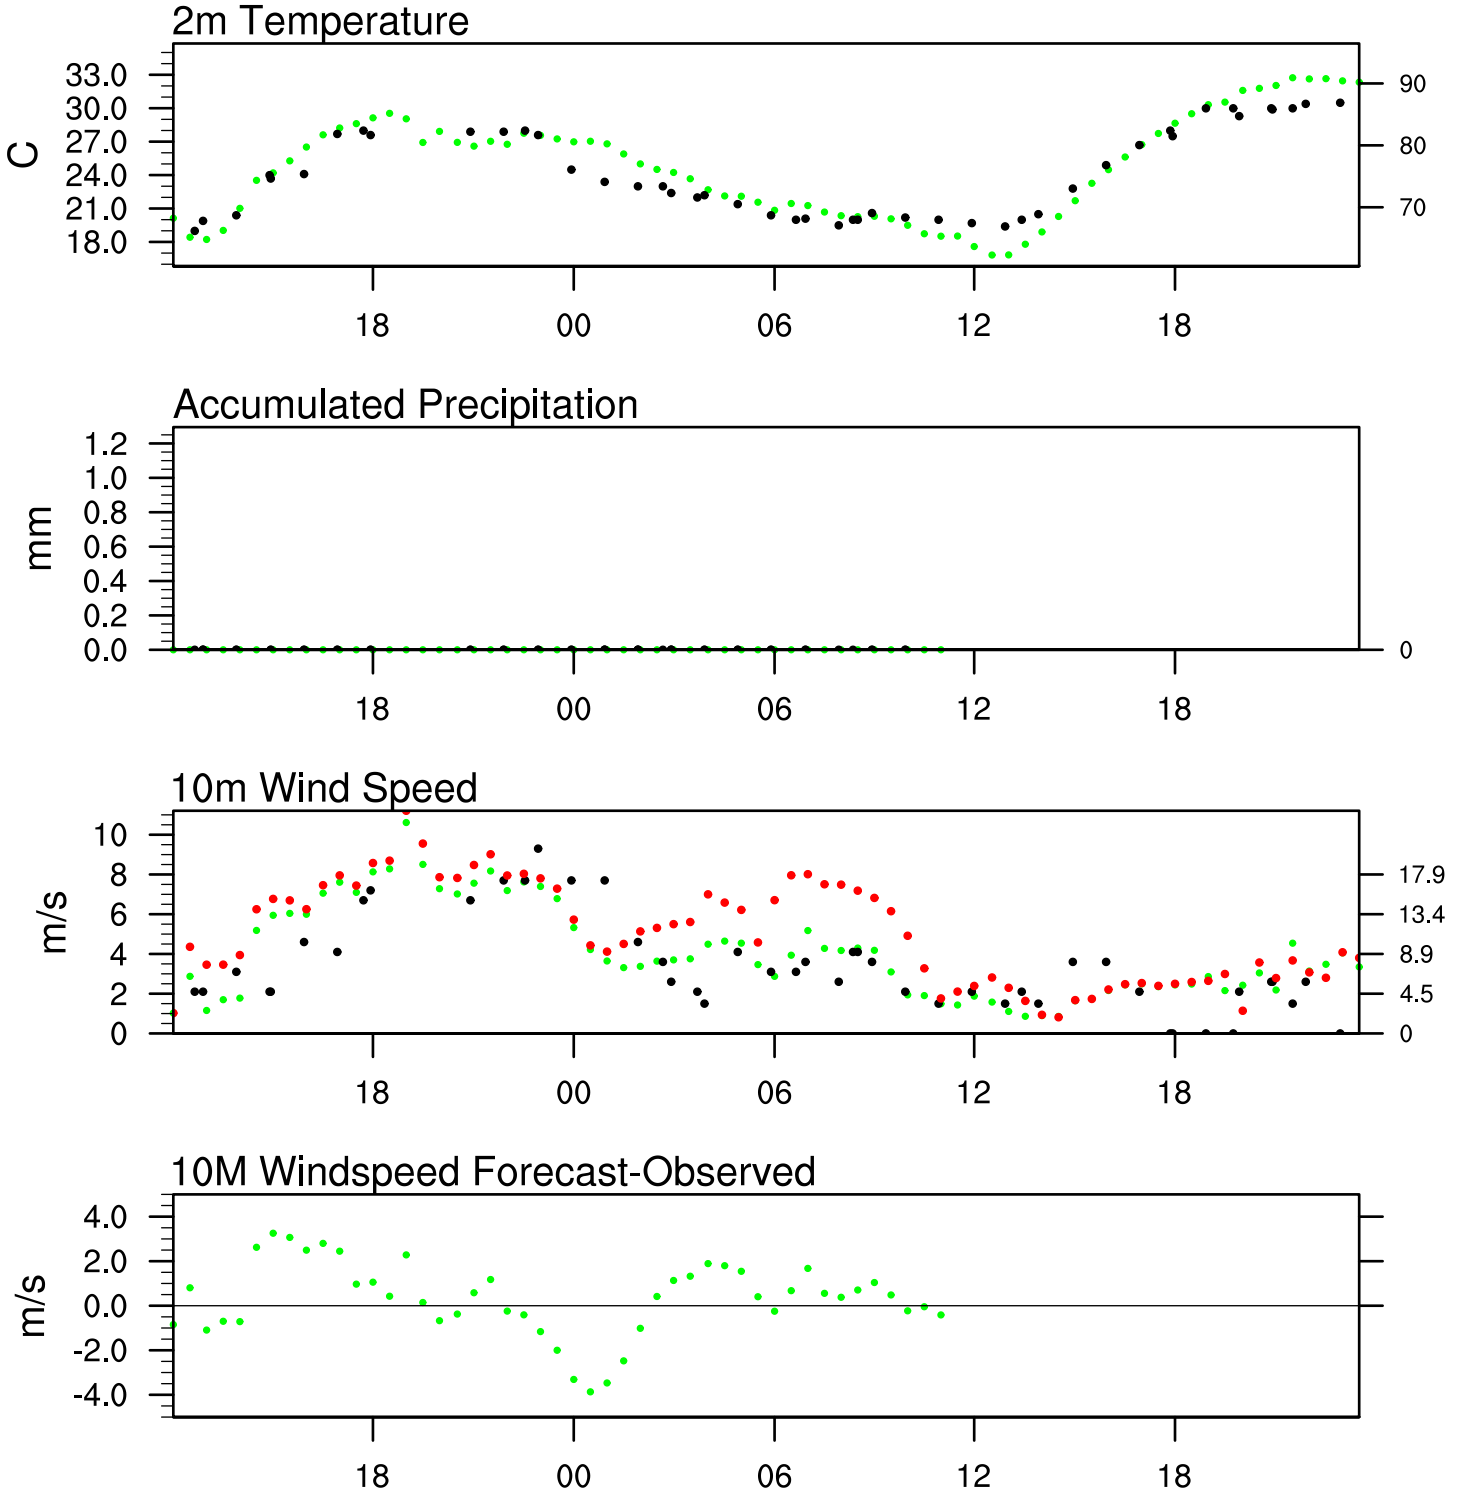 2m Temperature
33.0
30.0
27.0
24.0
21.0
18.0
C
90
80
70
18 00 06 12 18
Accumulated Precipitation
1.2
1.0
0.8
0.6
0.4
0.2
0.0
mm
0
18 00 06 12 18
10m Wind Speed
10
8
6
4
2
0
m/s
17.9
13.4
8.9
4.5
0
18 00 06 12 18
10M Windspeed Forecast-Observed
4.0
2.0
0.0
-2.0
-4.0
m/s
18 00 06 12 18